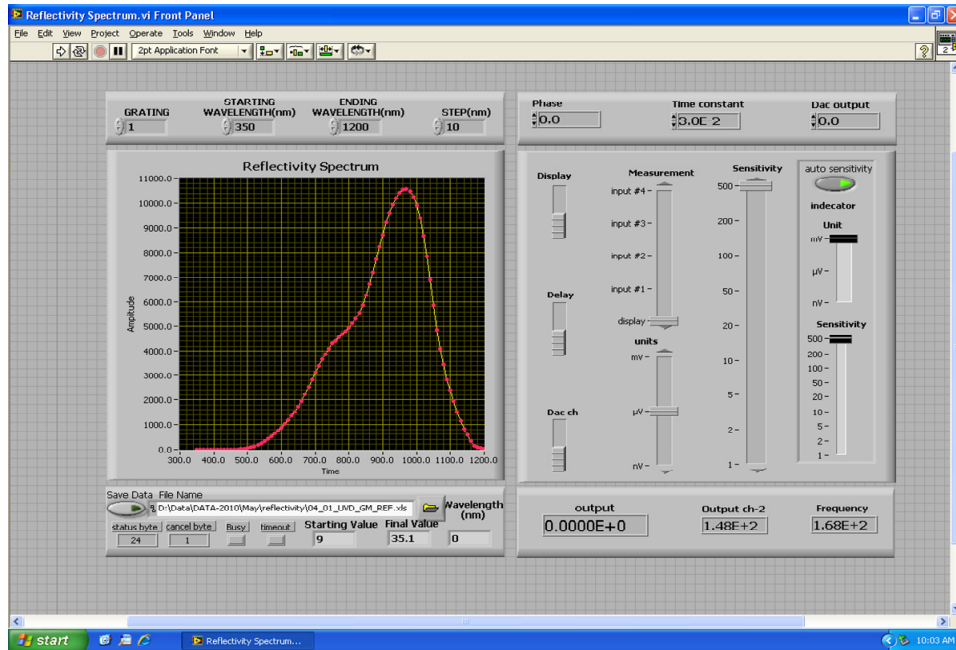 Reflectivity Spectrum.vi Front Panel
File Edit View Project Operate Tools Window Help
2pt Application Font
?
2
GRATING
1
STARTING
WAVELENGTH(nm)
350
ENDING
WAVELENGTH(nm)
1200
STEP(nm)
10
Phase
0.0
Time constant
3.0E 2
Dac output
0.0
Reflectivity Spectrum
11000.0
10000.0
9000.0
8000.0
7000.0
6000.0
5000.0
4000.0
3000.0
2000.0
1000.0
0.0
Amplitude
300.0 400.0 500.0 600.0 700.0 800.0 900.0 1000.0 1100.0 1200.0
Time
Display
Delay
Dac ch
Measurement
input #4
input #3
input #2
input #1
display
units
mv
µV
nV
Sensitivity
500
200
100
50
20
10
5
2
1
auto sensitivity
indecator
Unit
mV
µV
nV
Sensitivity
500
200
100
50
20
10
5
2
1
Save Data File Name
D:\Data\DATA-2010\May\reflectivity\04_01_UVD_GM_REF.xls
Wavelength
(nm)
0
status byte
24
cancel byte
1
Busy
timeout
Starting Value
9
Final Value
35.1
output
0.0000E+0
Output ch-2
1.48E+2
Frequency
1.68E+2
start
Reflectivity Spectrum...
10:03 AM